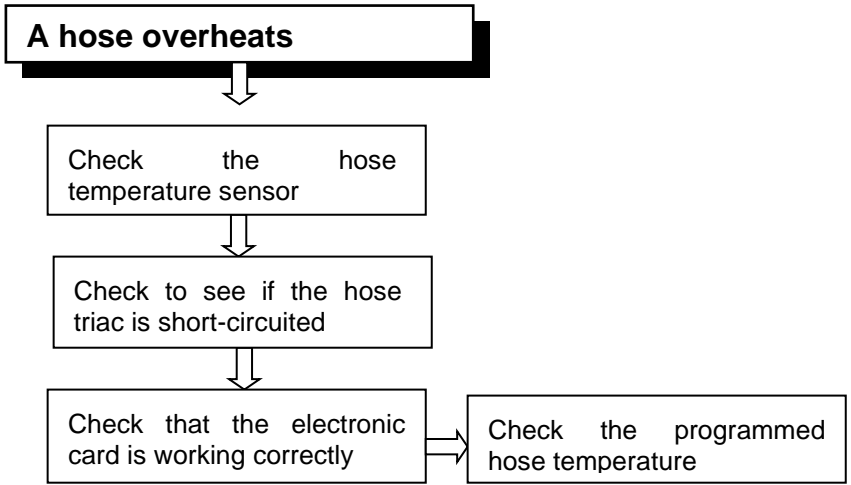 A hose overheats
Check the hose
temperature sensor
Check to see if the hose
triac is short-circuited
Check that the electronic
card is working correctly
Check the programmed
hose temperature